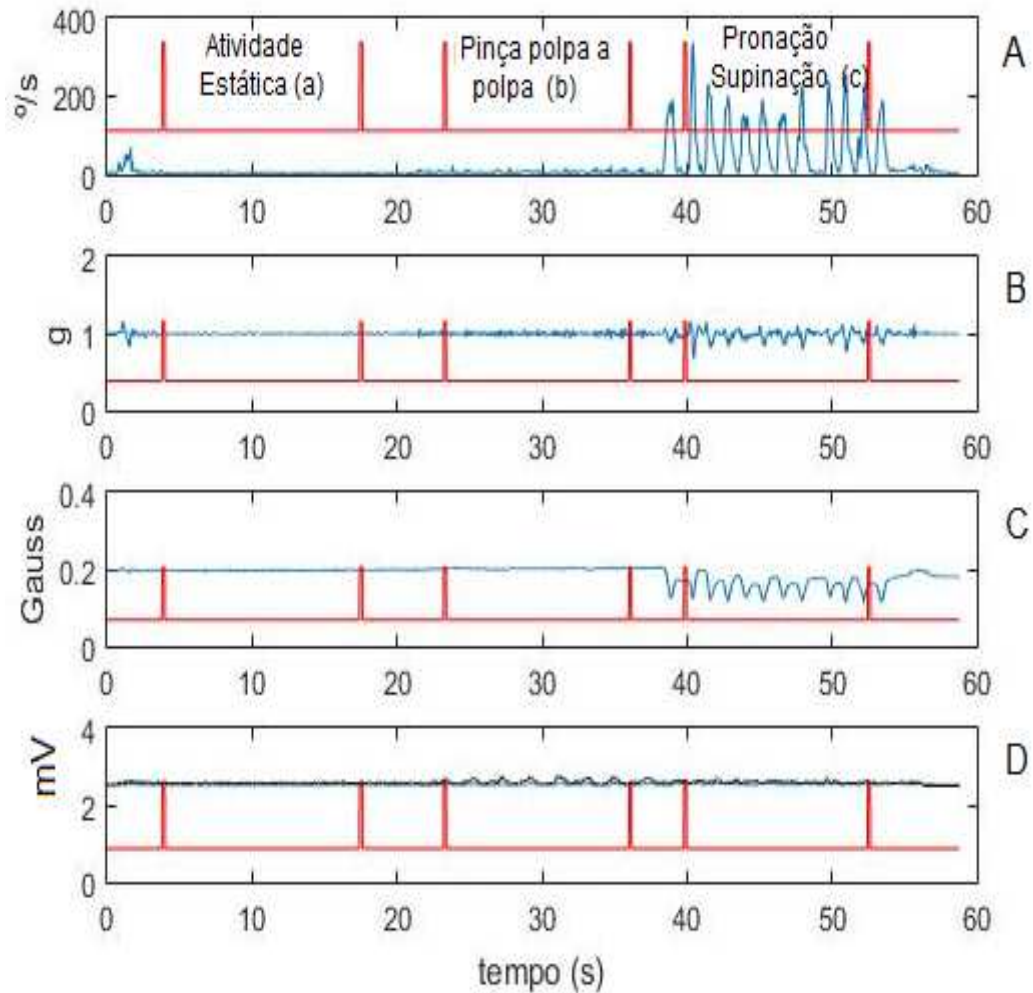 400
200
0
º/s
Atividade
Estática (a)
Pinça polpa a
polpa (b)
Pronação
Supinação (c)
A
0 10 20 30 40 50 60
2
1
0
g
B
0 10 20 30 40 50 60
0.4
0.2
0
Gauss
C
0 10 20 30 40 50 60
4
2
0
mV
D
0 10 20 30 40 50 60
tempo (s)